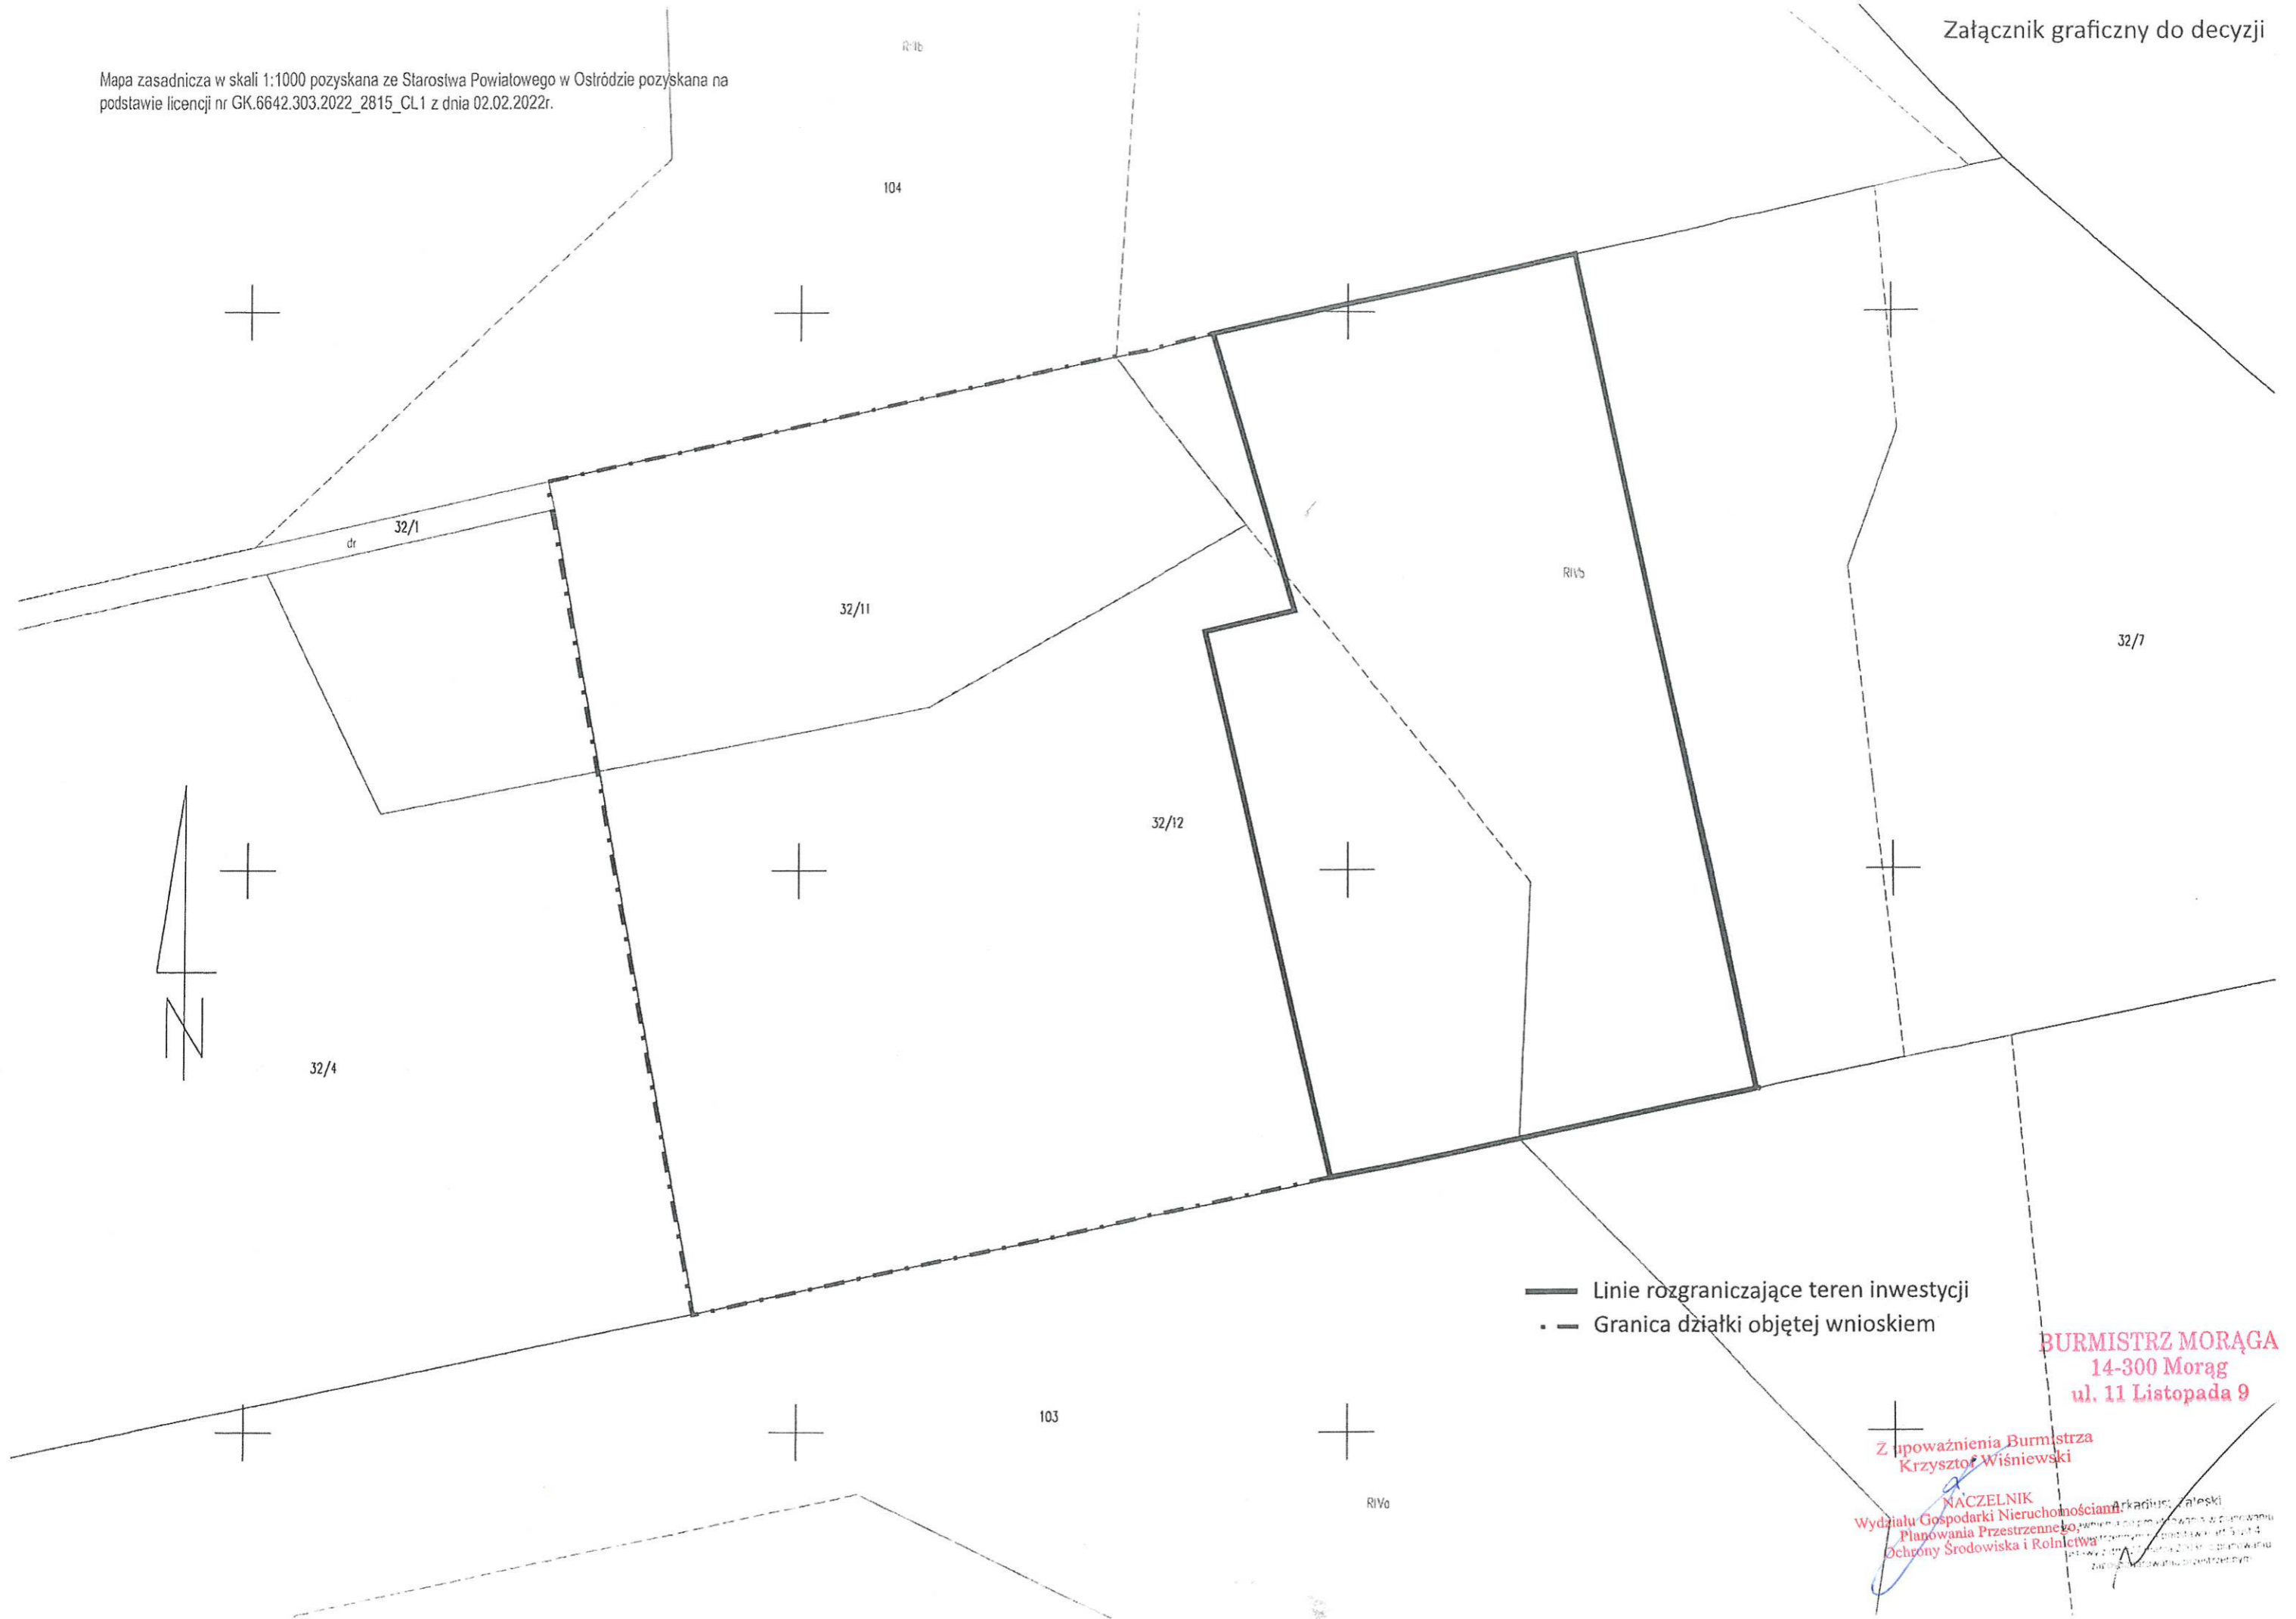 Załącznik graficzny do decyzji
Mapa zasadnicza w skali 1:1000 pozyskana ze Starostwa Powiatowego w Ostródzie pozyskana na
podstawie licencji nr GK.6642.303.2022_2815_CL1 z dnia 02.02.2022r.
104
32/1
dr
32/11
RIVb
32/7
32/12
N
32/4
Linie rozgraniczające teren inwestycji
Granica działki objętej wnioskiem
BURMISTRZ MORĄGA
14-300 Morąg
ul. 11 Listopada 9
103
Z upoważnienia Burmistrza
Krzysztof Wiśniewski
RIVa
NACZELNIK
Wydziału Gospodarki Nieruchomościami,
Planowania Przestrzennego,
Ochrony Środowiska i Rolnictwa
Arkadiusz Zaleski